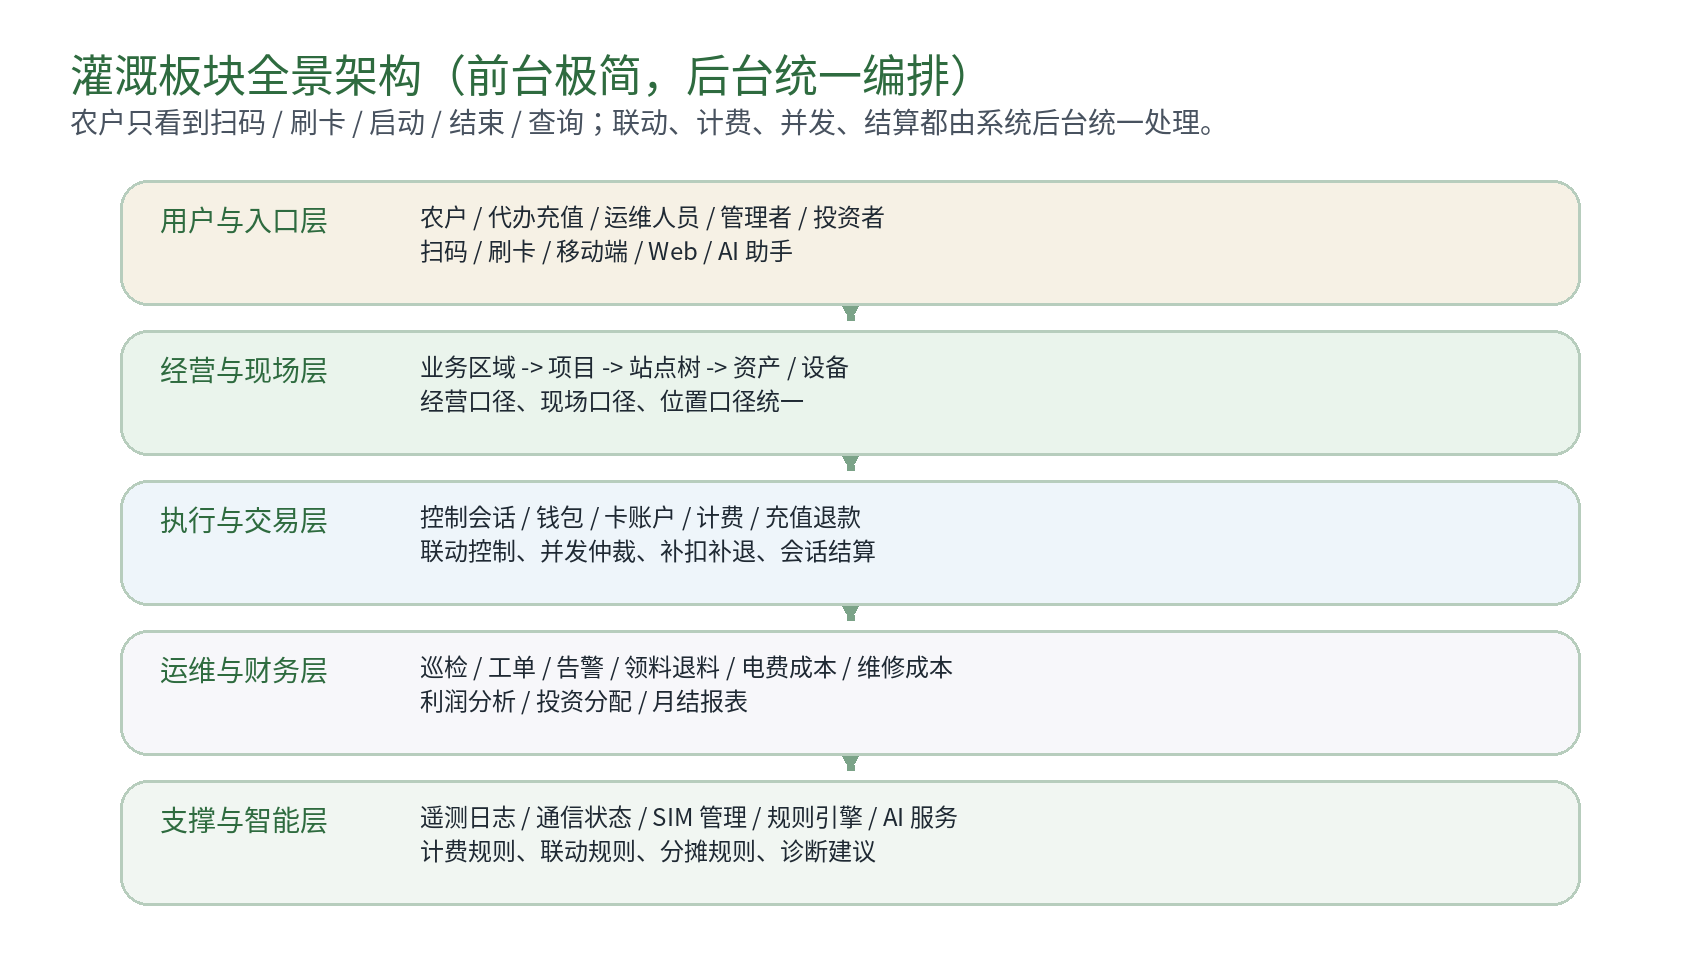 灌溉板块全景架构（前台极简，后台统一编排）
农户只看到扫码 / 刷卡 / 启动 / 结束 / 查询；联动、计费、并发、结算都由系统后台统一处理。
用户与入口层
农户 / 代办充值 / 运维人员 / 管理者 / 投资者
扫码 / 刷卡 / 移动端 / Web / AI 助手
经营与现场层
业务区域 -> 项目 -> 站点树 -> 资产 / 设备
经营口径、现场口径、位置口径统一
执行与交易层
控制会话 / 钱包 / 卡账户 / 计费 / 充值退款
联动控制、并发仲裁、补扣补退、会话结算
运维与财务层
巡检 / 工单 / 告警 / 领料退料 / 电费成本 / 维修成本
利润分析 / 投资分配 / 月结报表
支撑与智能层
遥测日志 / 通信状态 / SIM 管理 / 规则引擎 / AI 服务
计费规则、联动规则、分摊规则、诊断建议